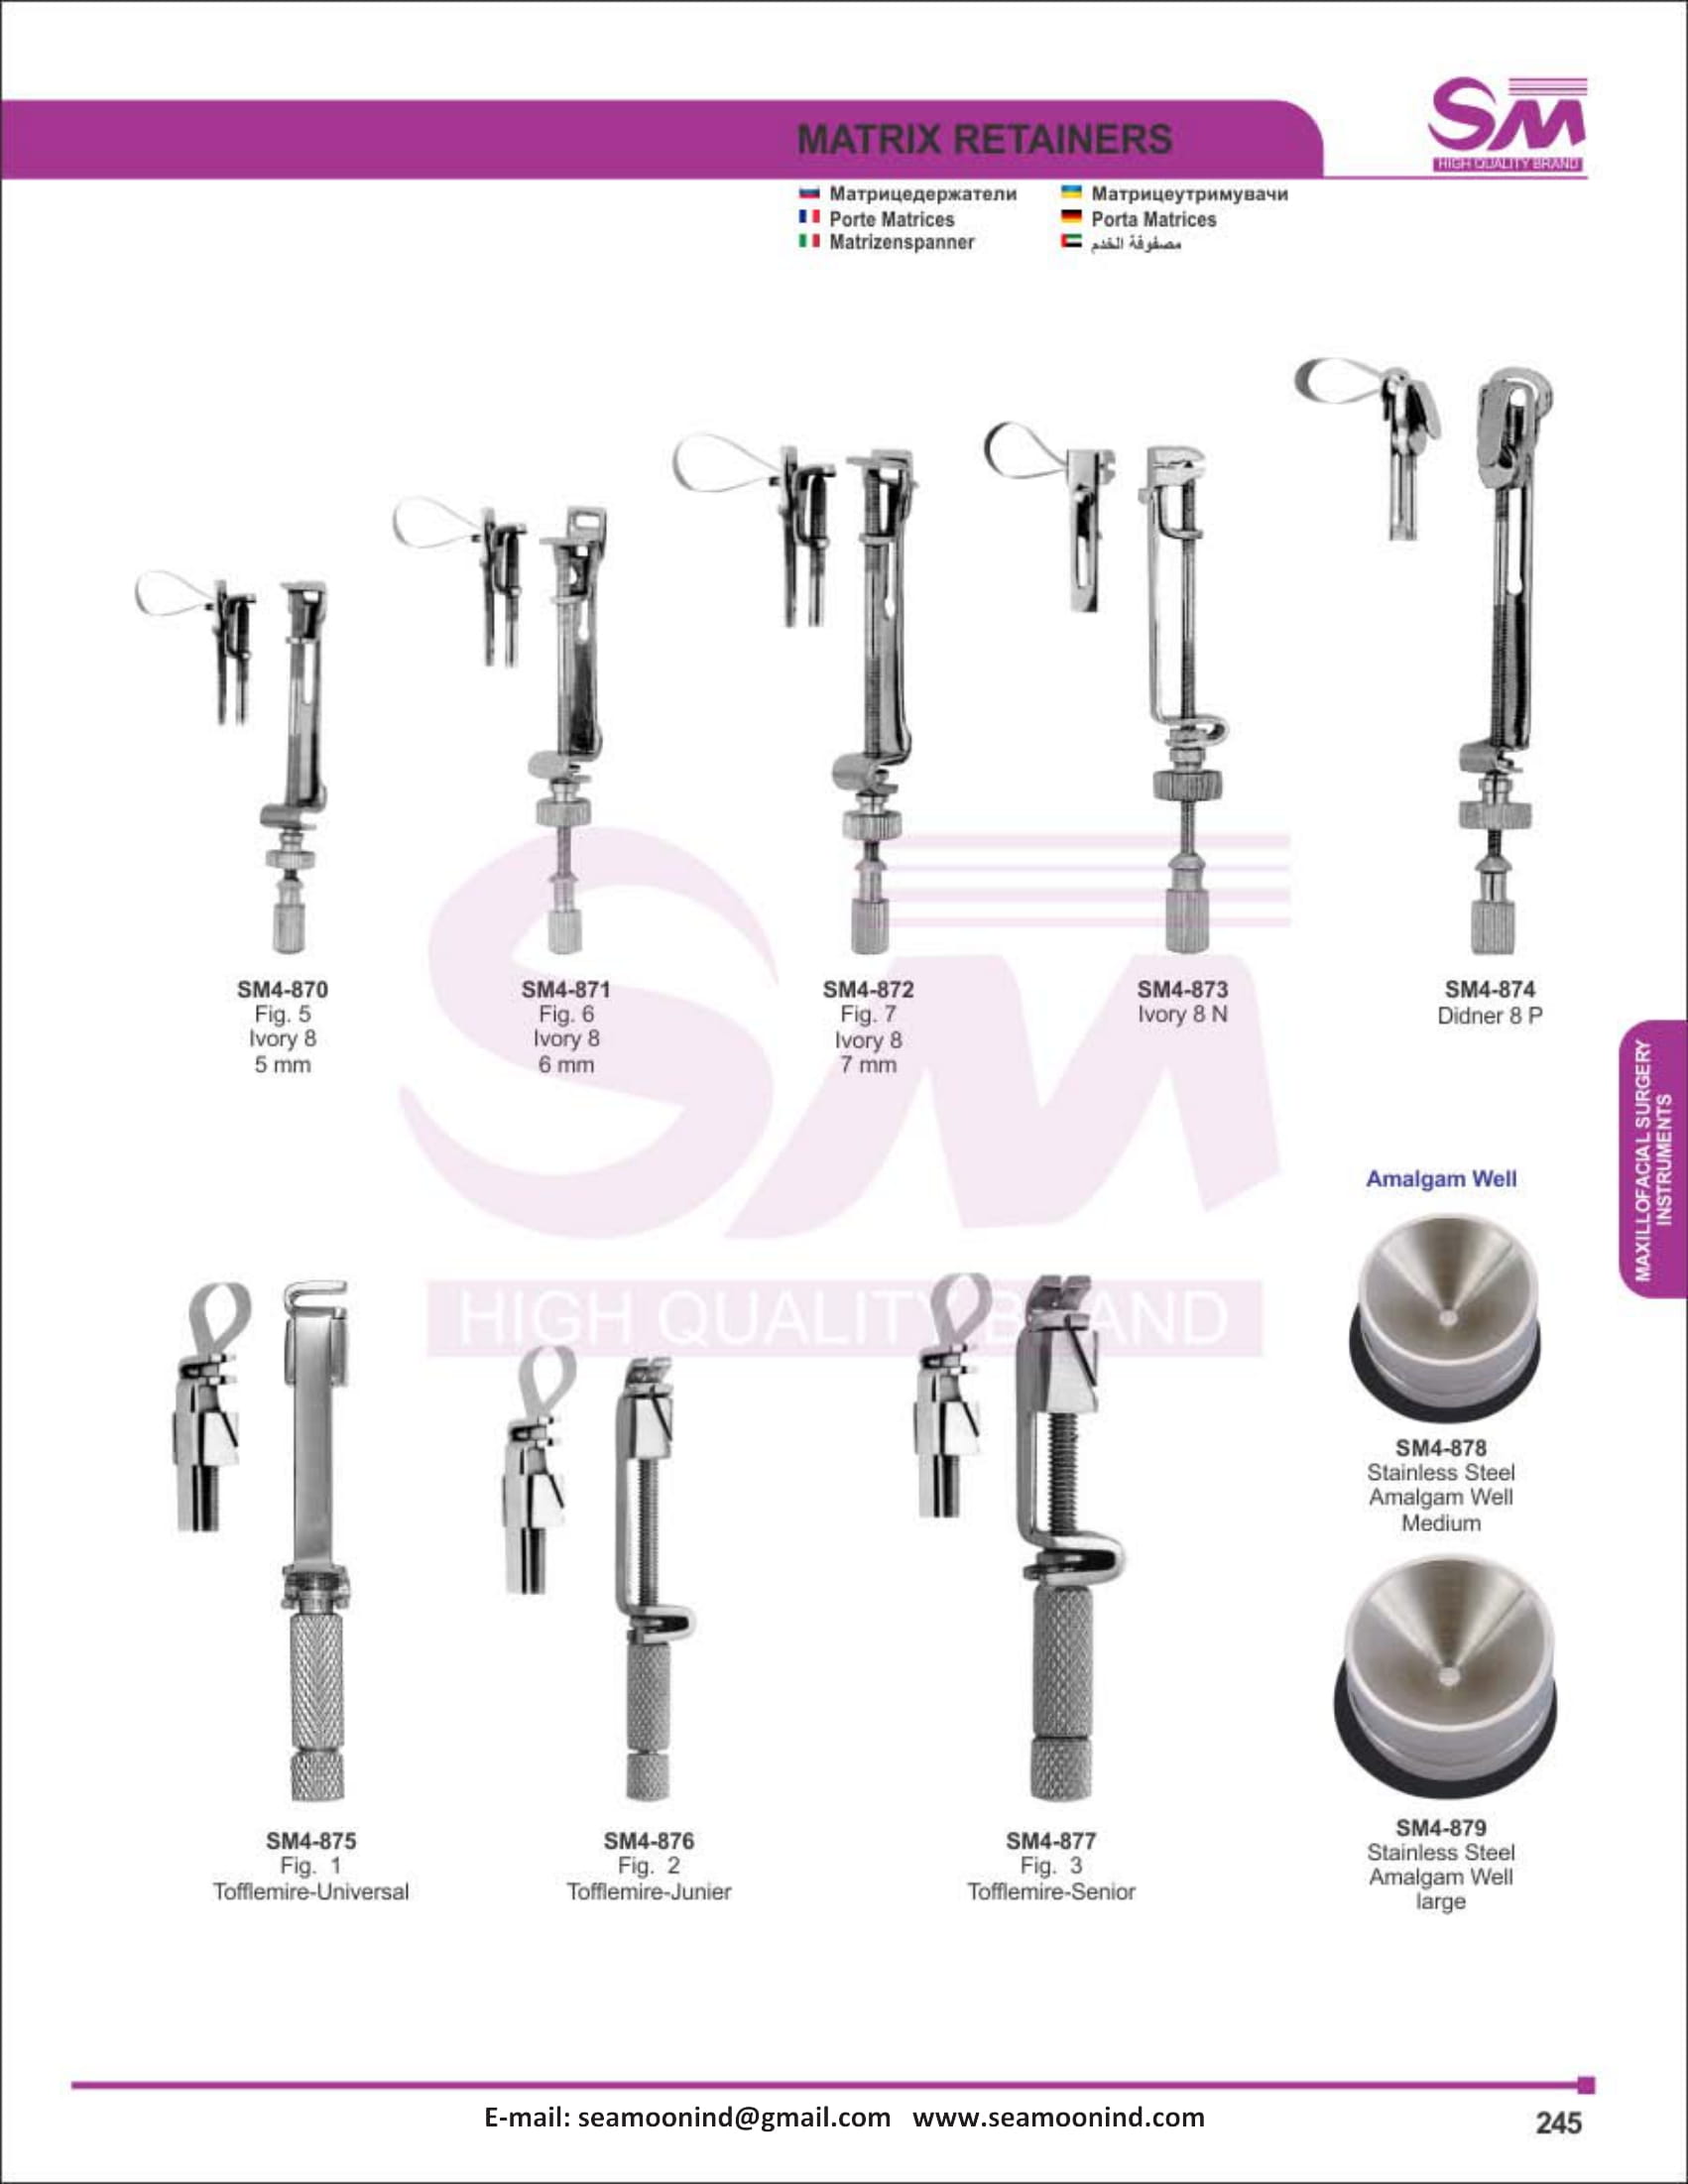 SM
HIGH QUALITY BRAND
MATRIX RETAINERS
Матрицедержатели
Матрицеутримувачи
Porte Matrices
Porta Matrices
Matrizenspanner
مصفوفة الخدم
SM4-870
Fig. 5
Ivory 8
5 mm
SM4-871
Fig. 6
Ivory 8
6 mm
SM4-872
Fig. 7
Ivory 8
7 mm
SM4-873
Ivory 8 N
SM4-874
Didner 8 P
MAXILLOFACIAL SURGERY
INSTRUMENTS
SM
HIGH QUALITY BRAND
Amalgam Well
SM4-878
Stainless Steel
Amalgam Well
Medium
SM4-875
Fig. 1
Tofflemire-Universal
SM4-876
Fig. 2
Tofflemire-Junier
SM4-877
Fig. 3
Tofflemire-Senior
SM4-879
Stainless Steel
Amalgam Well
large
E-mail: seamoonind@gmail.com www.seamoonind.com
245